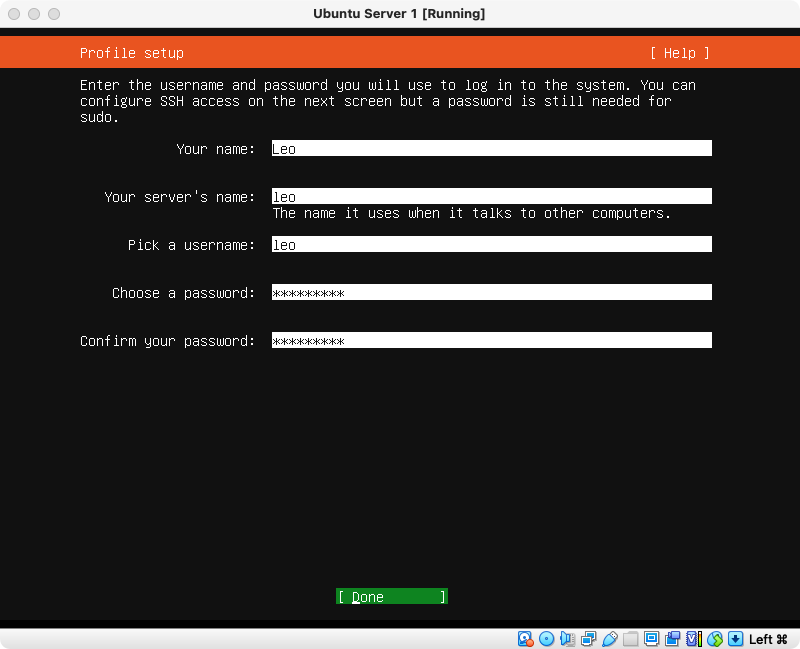 Ubuntu Server 1 [Running]
Profile setup [ Help ]
Enter the username and password you will use to log in to the system. You can
configure SSH access on the next screen but a password is still needed for
sudo.
Your name: Leo
Your server's name: leo
The name it uses when it talks to other computers.
Pick a username: leo
Choose a password: *********
Confirm your password: *********
[ Done ]
Left ⌘